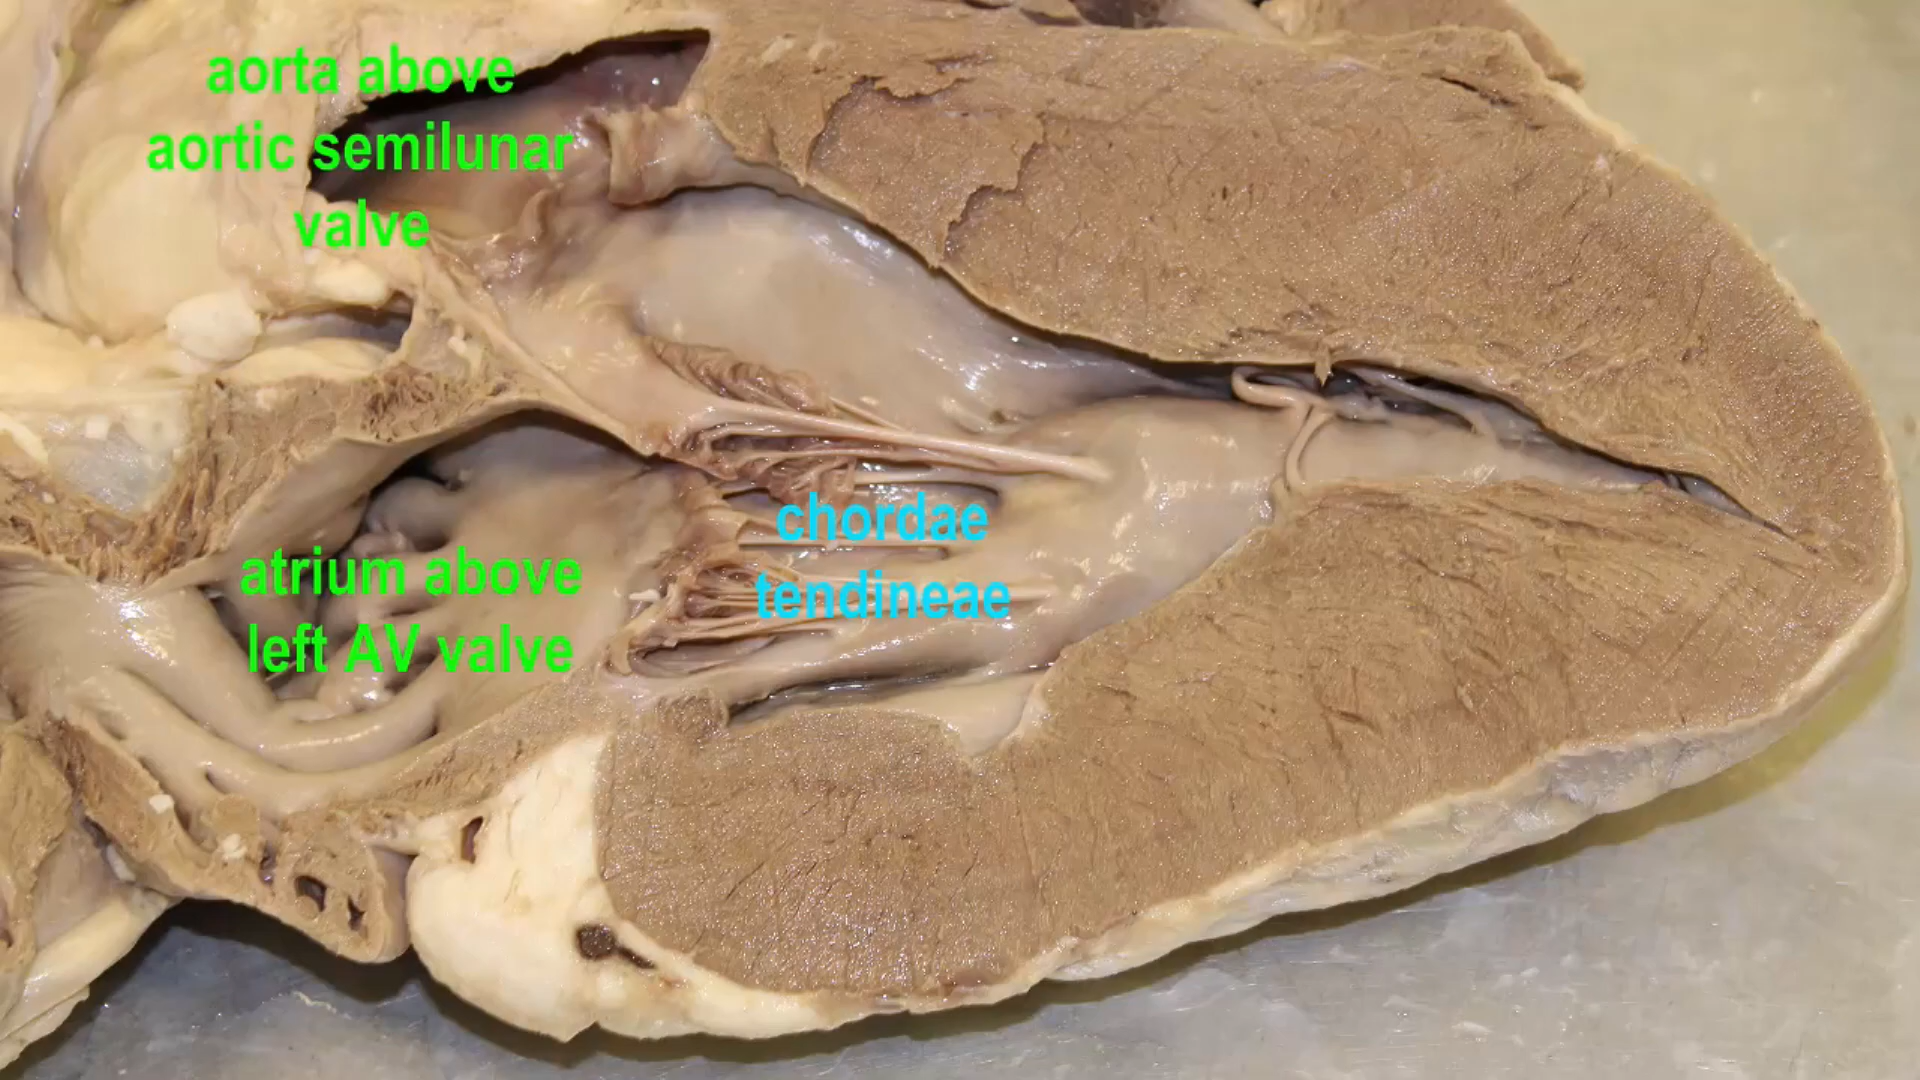 aorta above
aortic semilunar
valve
chordae
tendineae
atrium above
left AV valve